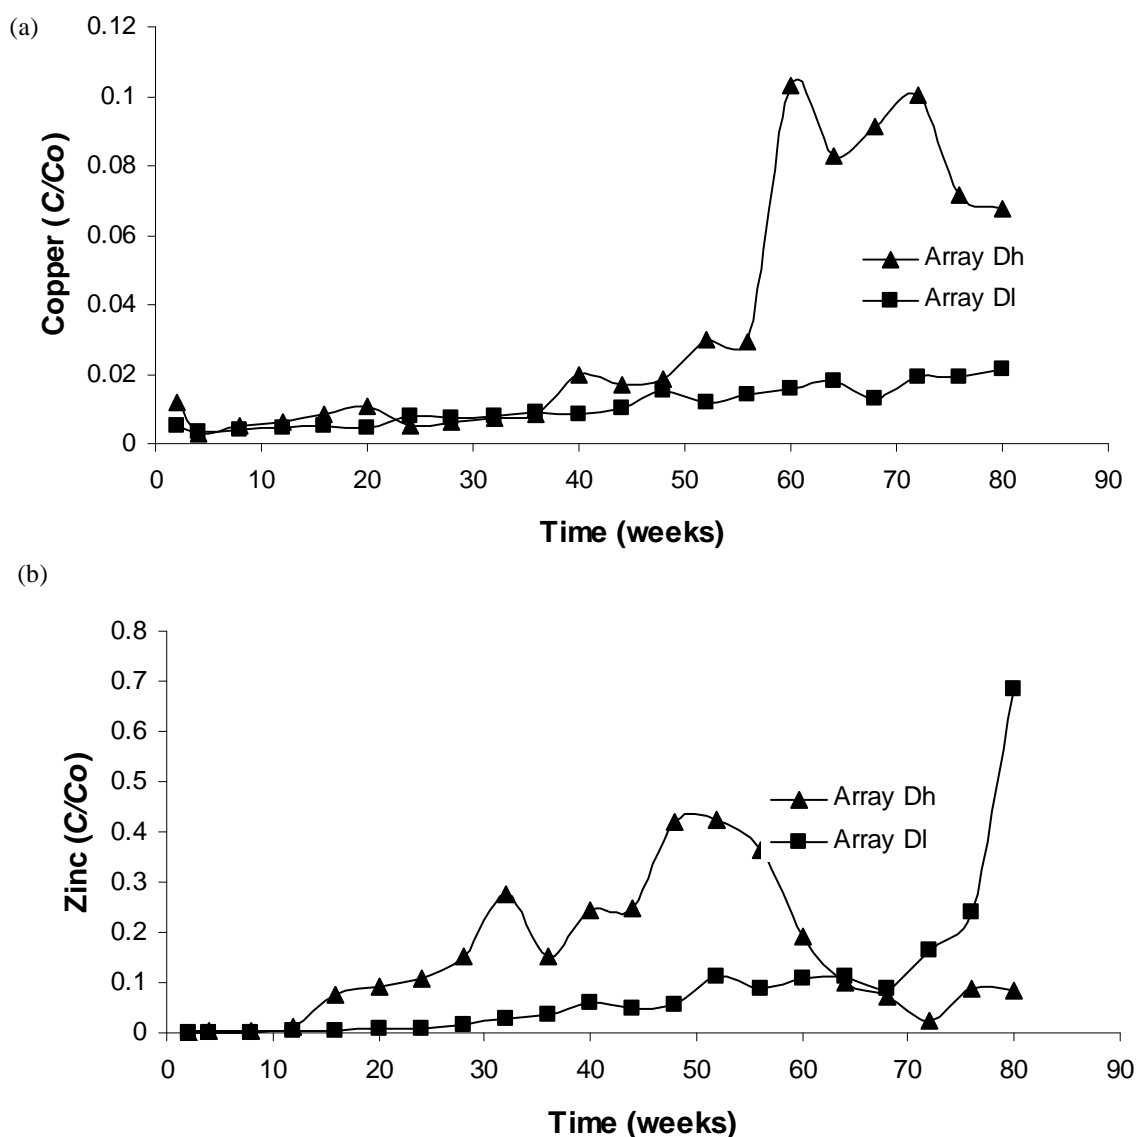 (a)
0.12
0.1
0.08
0.06
0.04
0.02
0
Copper (C/Co)
Array Dh
Array Dl
0 10 20 30 40 50 60 70 80 90
Time (weeks)
(b)
0.8
0.7
0.6
0.5
0.4
0.3
0.2
0.1
0
Zinc (C/Co)
Array Dh
Array Dl
0 10 20 30 40 50 60 70 80 90
Time (weeks)